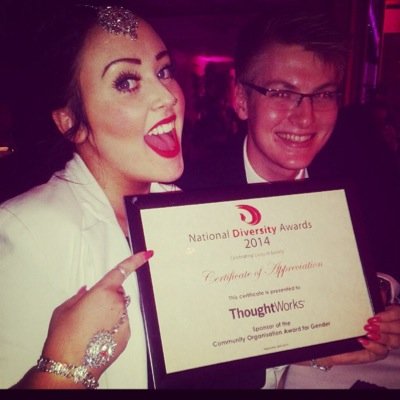 National Diversity Awards
2014
Certificate of Appreciation
This certificate is presented to
ThoughtWorks®
Sponsor of the
Community Organisation Award for Gender